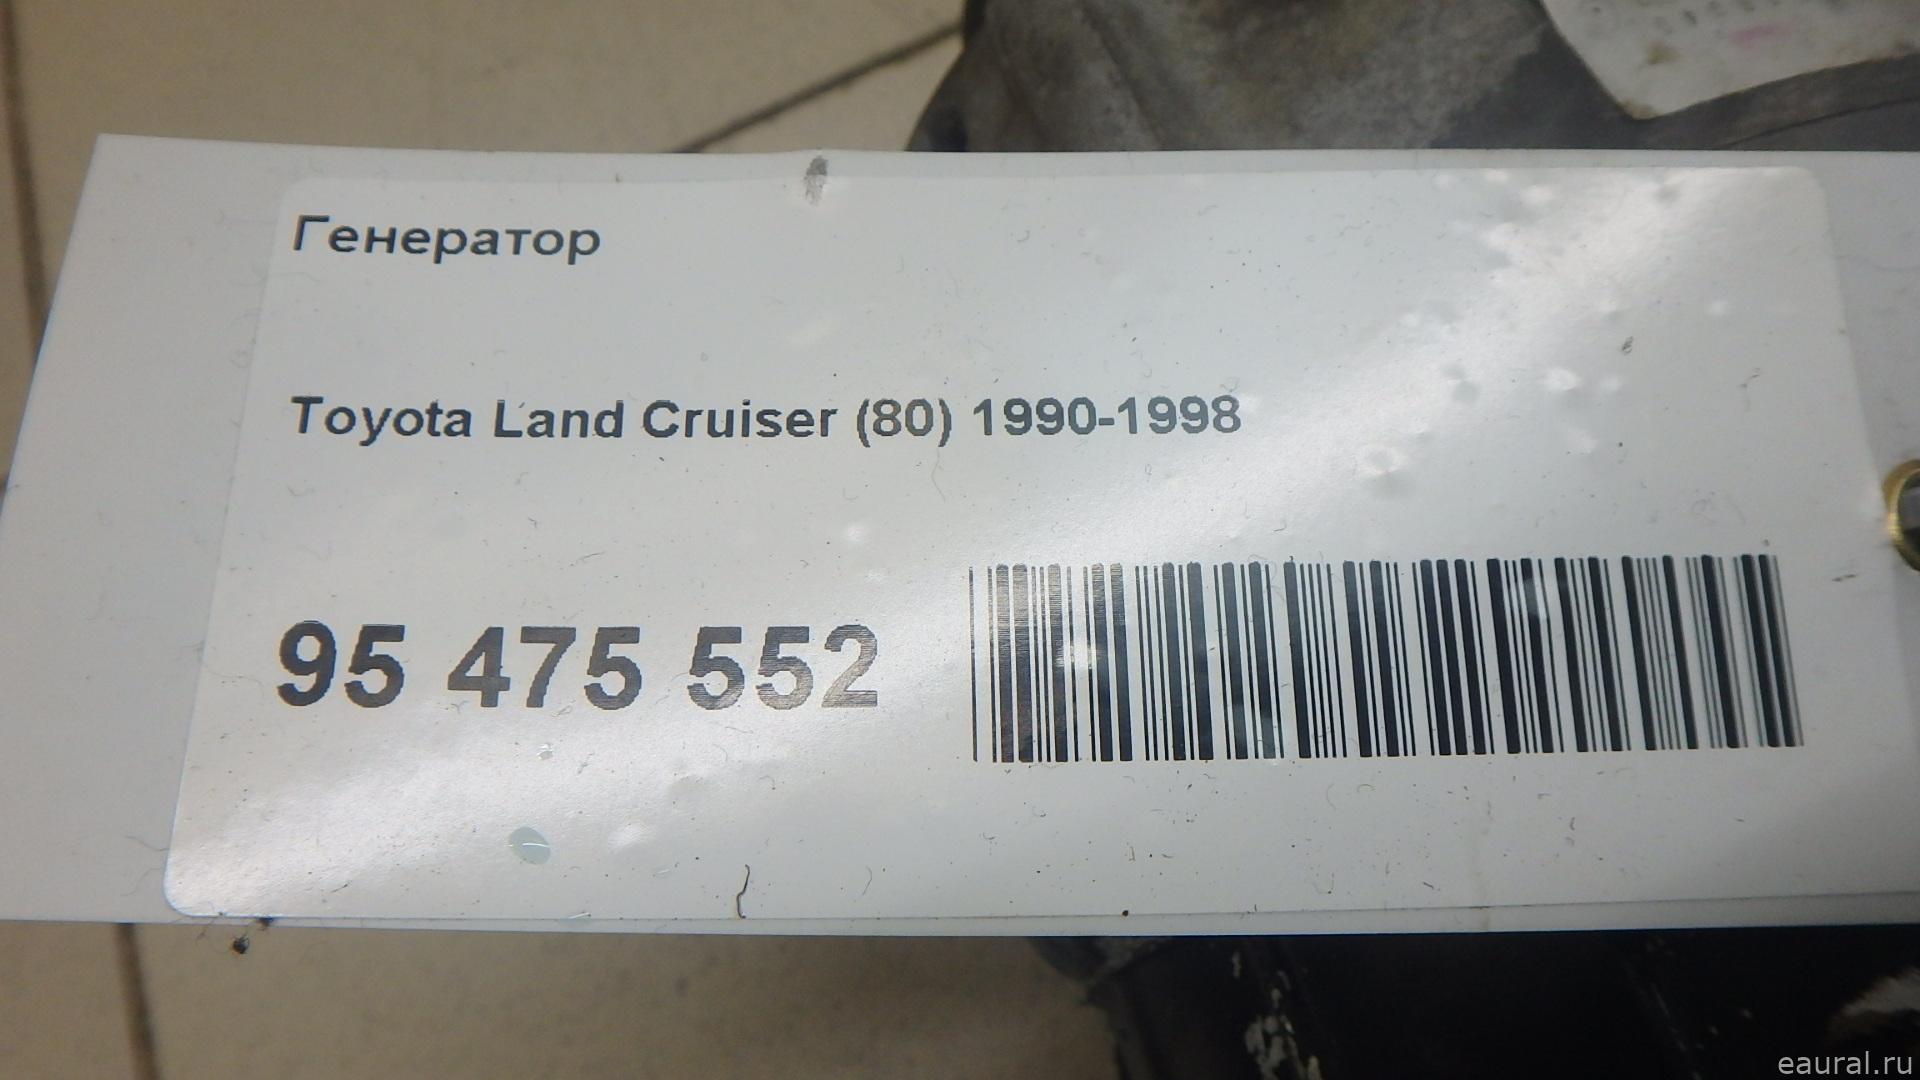 Генератор
Toyota Land Cruiser (80) 1990-1998
95 475 552
eaural.ru